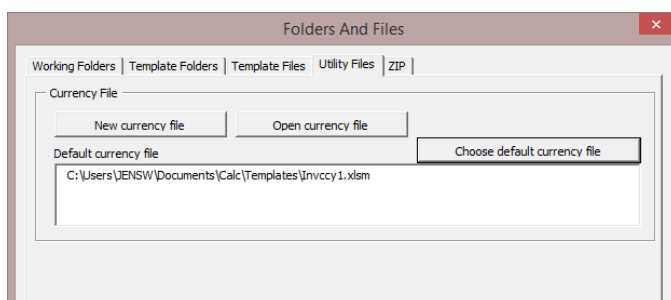 Folders And Files
Working Folders Template Folders Template Files Utility Files ZIP
Currency File
New currency file Open currency file
Default currency file Choose default currency file
C:\Users\JENSW\Documents\Calc\Templates\Invccy1.xlsm